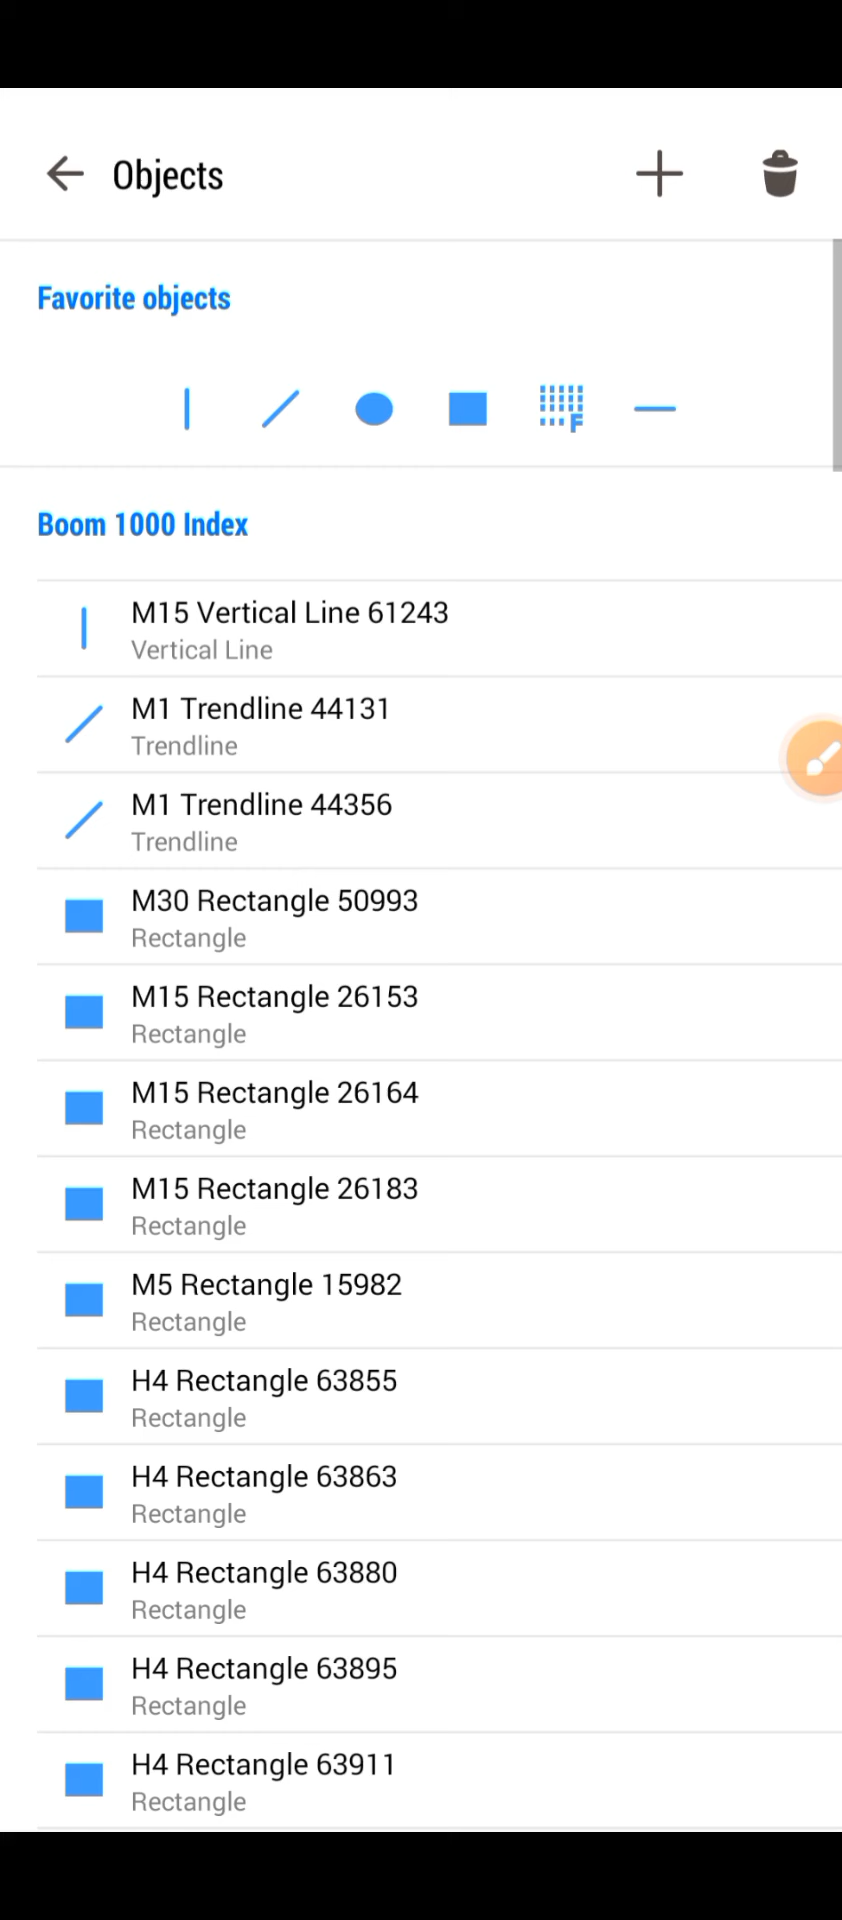 Objects
Favorite objects
F
Boom 1000 Index
M15 Vertical Line 61243
Vertical Line
M1 Trendline 44131
Trendline
M1 Trendline 44356
Trendline
M30 Rectangle 50993
Rectangle
M15 Rectangle 26153
Rectangle
M15 Rectangle 26164
Rectangle
M15 Rectangle 26183
Rectangle
M5 Rectangle 15982
Rectangle
H4 Rectangle 63855
Rectangle
H4 Rectangle 63863
Rectangle
H4 Rectangle 63880
Rectangle
H4 Rectangle 63895
Rectangle
H4 Rectangle 63911
Rectangle